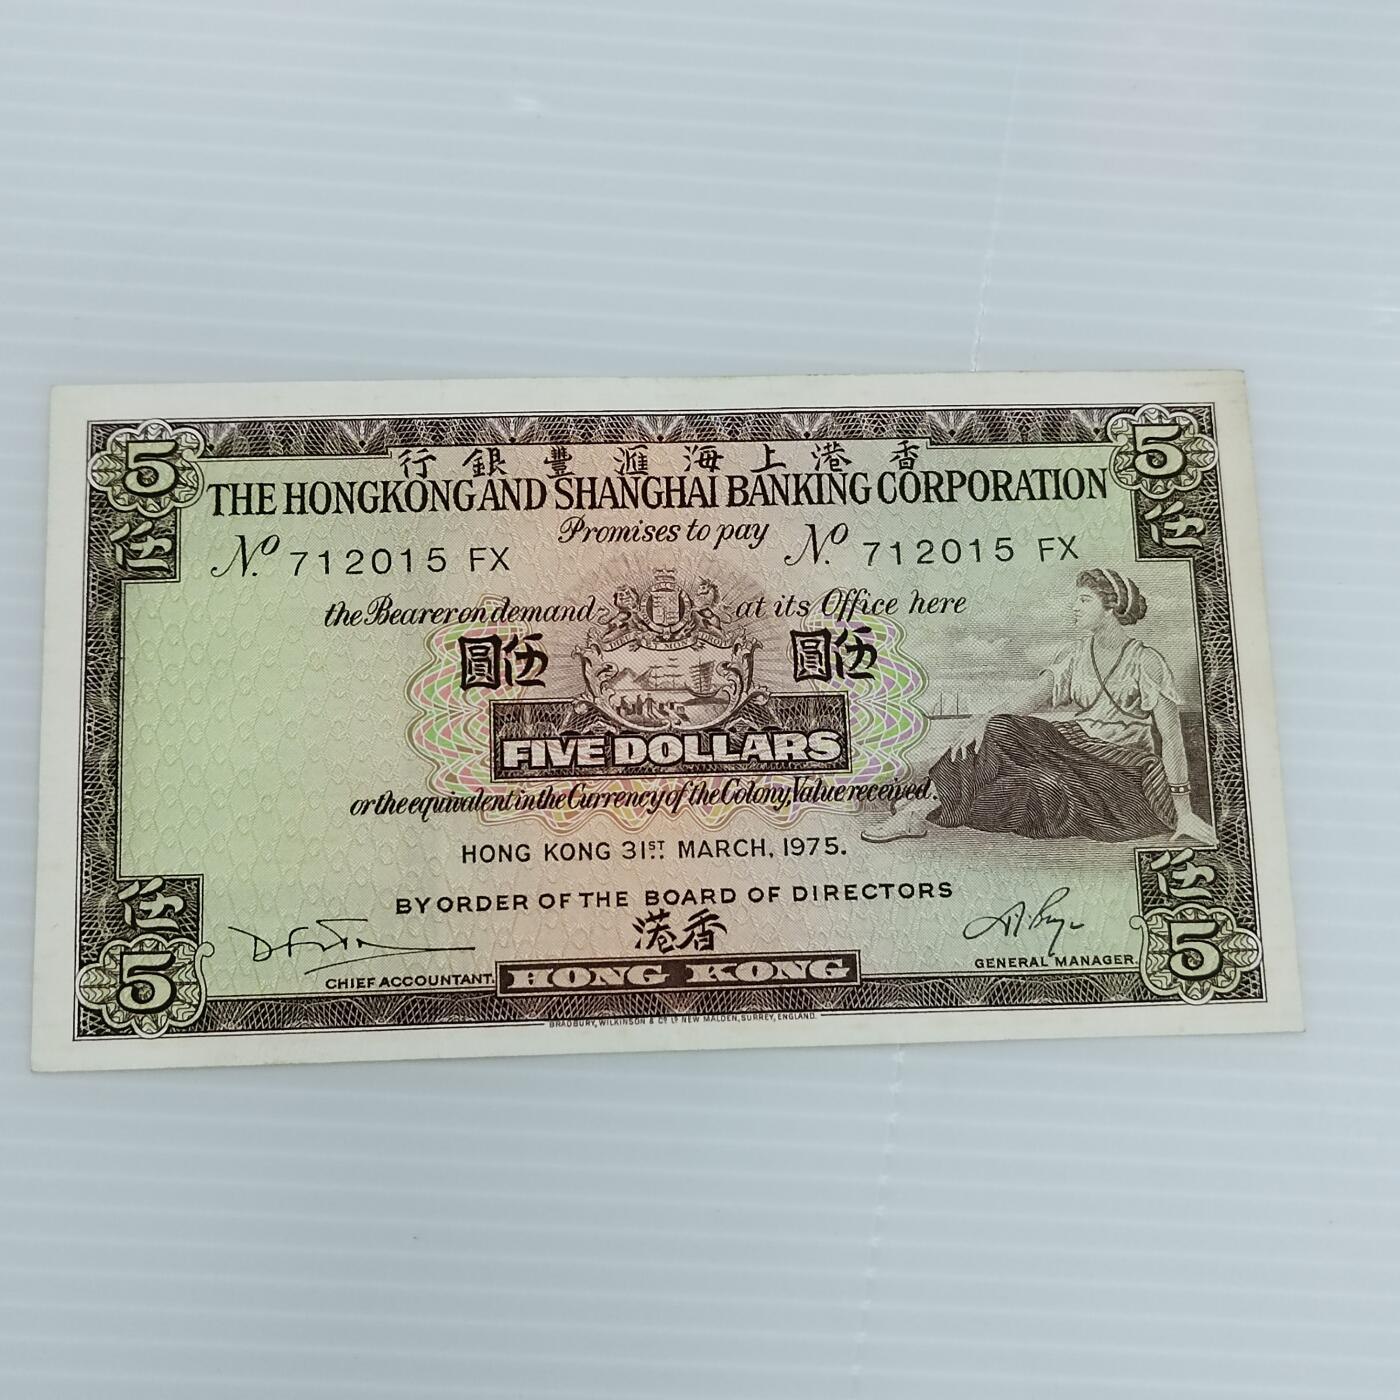 5 5
行銀豐滙海上港香
THE HONGKONG AND SHANGHAI BANKING CORPORATION
伍 伍
Promises to pay
No. 712015 FX No. 712015 FX
the Bearer on demand at its Office here
圓伍 圓伍
FIVE DOLLARS
or the equivalent in the Currency of the Colony, Value received.
HONG KONG 31ST MARCH, 1975.
伍 伍
BY ORDER OF THE BOARD OF DIRECTORS
港香
5 5
CHIEF ACCOUNTANT. HONG KONG GENERAL MANAGER.
BRADBURY, WILKINSON & Co. Ld. NEW MALDEN, SURREY, ENGLAND.